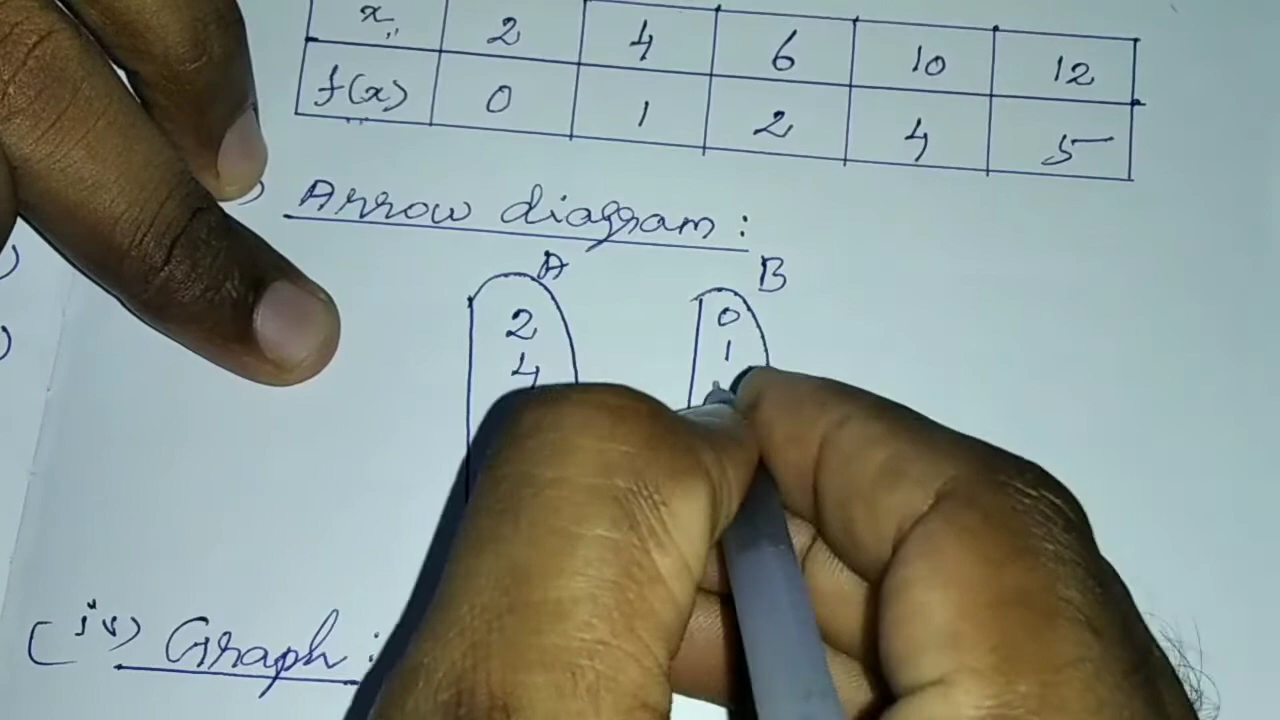 x 2 4 6 10 12
f(x) 0 1 2 4 5
) Arrow diagram :
A B
2 0
4 1
(iv) Graph :